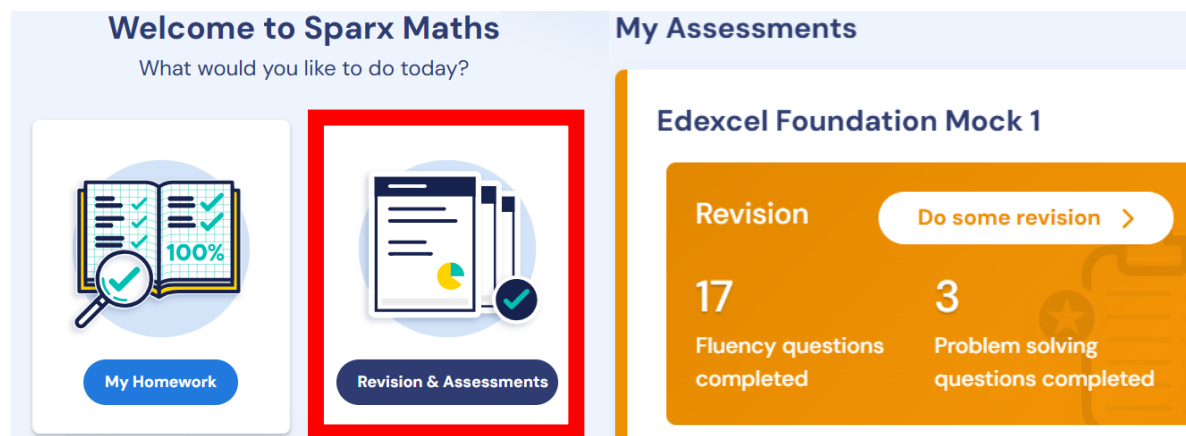 Welcome to Sparx Maths
What would you like to do today?
100%
My Homework
Revision & Assessments
My Assessments
Edexcel Foundation Mock 1
Revision
Do some revision
17
Fluency questions
completed
3
Problem solving
questions completed